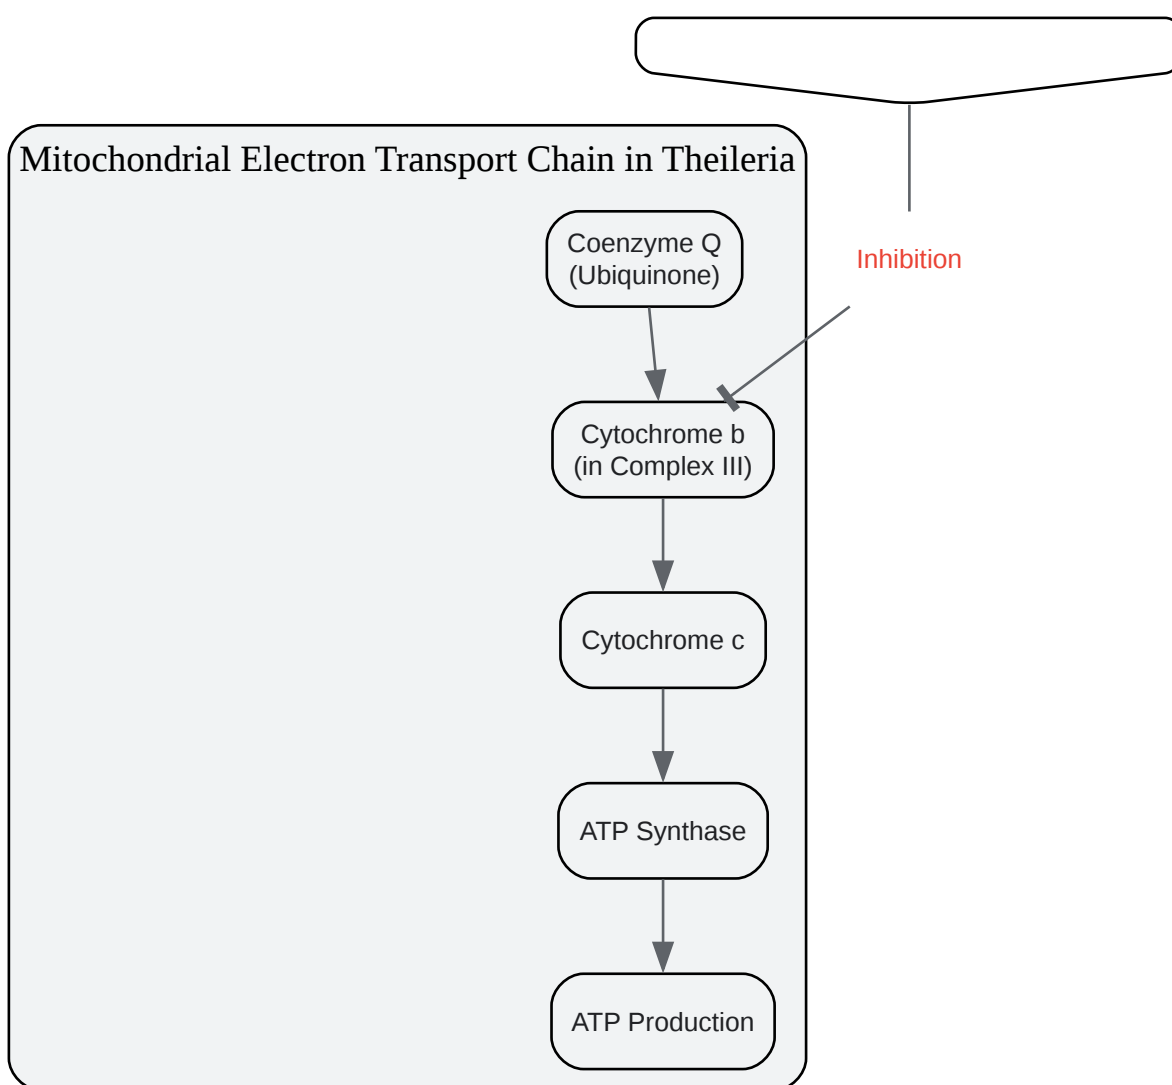 Mitochondrial Electron Transport Chain in Theileria
Coenzyme Q
(Ubiquinone)
Inhibition
Cytochrome b
(in Complex III)
Cytochrome c
ATP Synthase
ATP Production